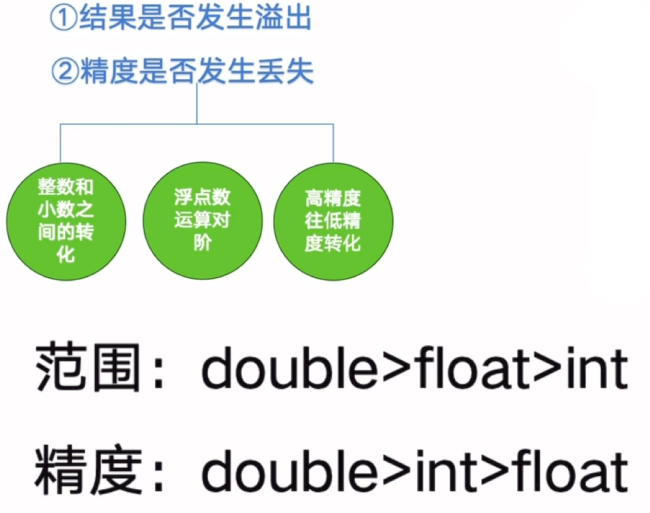 ①结果是否发生溢出
②精度是否发生丢失
整数和
小数之
间的转
化
浮点数
运算对
阶
高精度
往低精
度转化
范围：double>float>int
精度：double>int>float